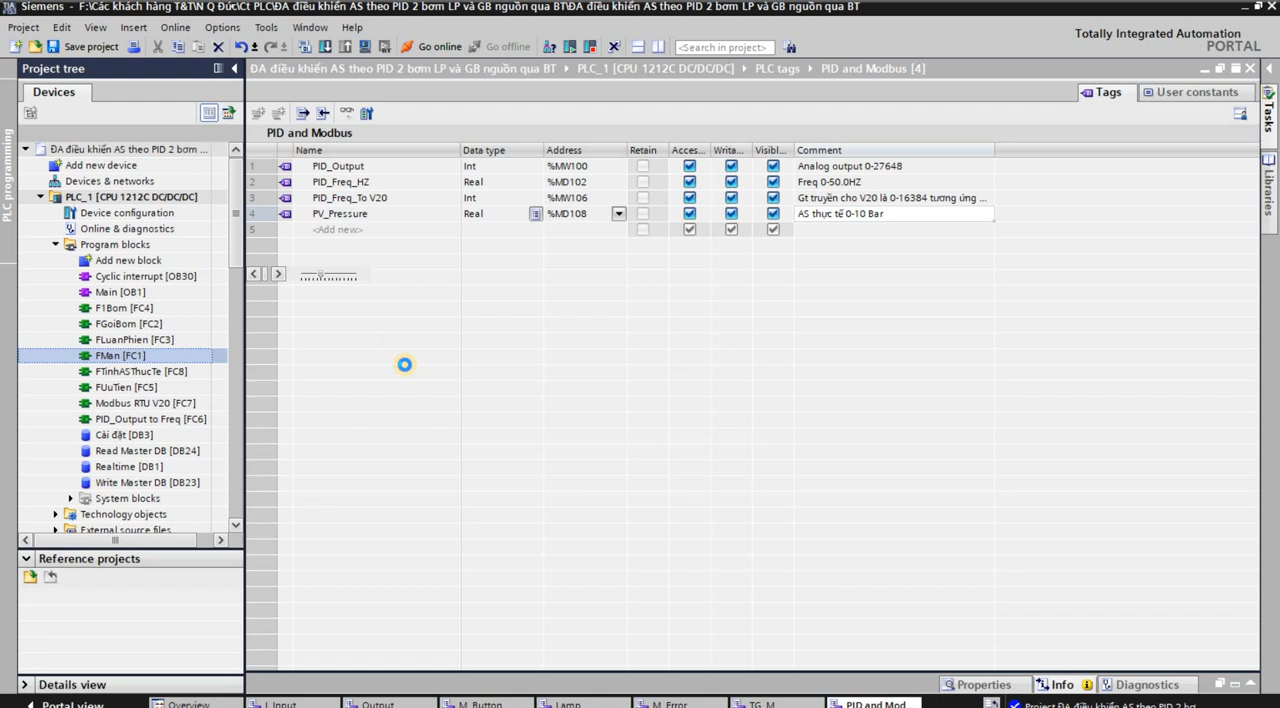 Siemens - F:\Các khách hàng T&T\N Q Đức\Ct PLC\ĐA điều khiển AS theo PID 2 bơm LP và GB nguồn qua BT\ĐA điều khiển AS theo PID 2 bơm LP và GB nguồn qua BT
Project Edit View Insert Online Options Tools Window Help
Totally Integrated Automation
PORTAL
Save project Go online Go offline <Search in project>
Project tree
ĐA điều khiển AS theo PID 2 bơm LP và GB nguồn qua BT PLC_1 [CPU 1212C DC/DC/DC] PLC tags PID and Modbus [4]
Devices
Tags User constants
PID and Modbus
Name Data type Address Retain Acces... Writa... Visibl... Comment
1 PID_Output Int %MW100 Analog output 0-27648
2 PID_Freq_HZ Real %MD102 Freq 0-50.0HZ
3 PID_Freq_To V20 Int %MW106 Gt truyền cho V20 là 0-16384 tương ứng ...
4 PV_Pressure Real %MD108 AS thực tế 0-10 Bar
5 <Add new>
ĐA điều khiển AS theo PID 2 bơm ...
Add new device
Devices & networks
PLC_1 [CPU 1212C DC/DC/DC]
Device configuration
Online & diagnostics
Program blocks
Add new block
Cyclic interrupt [OB30]
Main [OB1]
F1Bom [FC4]
FGoiBom [FC2]
FLuanPhien [FC3]
FMan [FC1]
FTinhASThucTe [FC8]
FUuTien [FC5]
Modbus RTU V20 [FC7]
PID_Output to Freq [FC6]
Cài đặt [DB3]
Read Master DB [DB24]
Realtime [DB1]
Write Master DB [DB23]
System blocks
Technology objects
External source files
Reference projects
Details view
PLC programming
Tasks
Libraries
Properties Info Diagnostics
Portal view Overview I_Input Output M_Button Lamp M_Error TG_M PID and Mod... Project ĐA điều khiển AS theo PID 2 bơ...